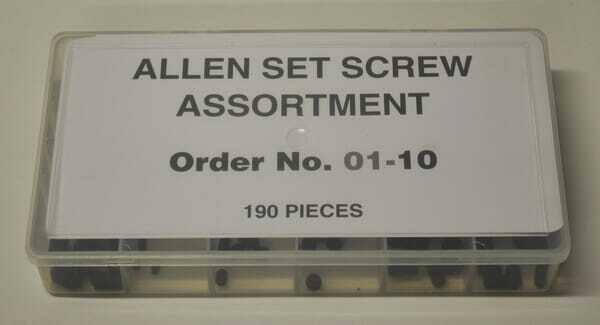 ALLEN SET SCREW
ASSORTMENT
Order No. 01-10
190 PIECES